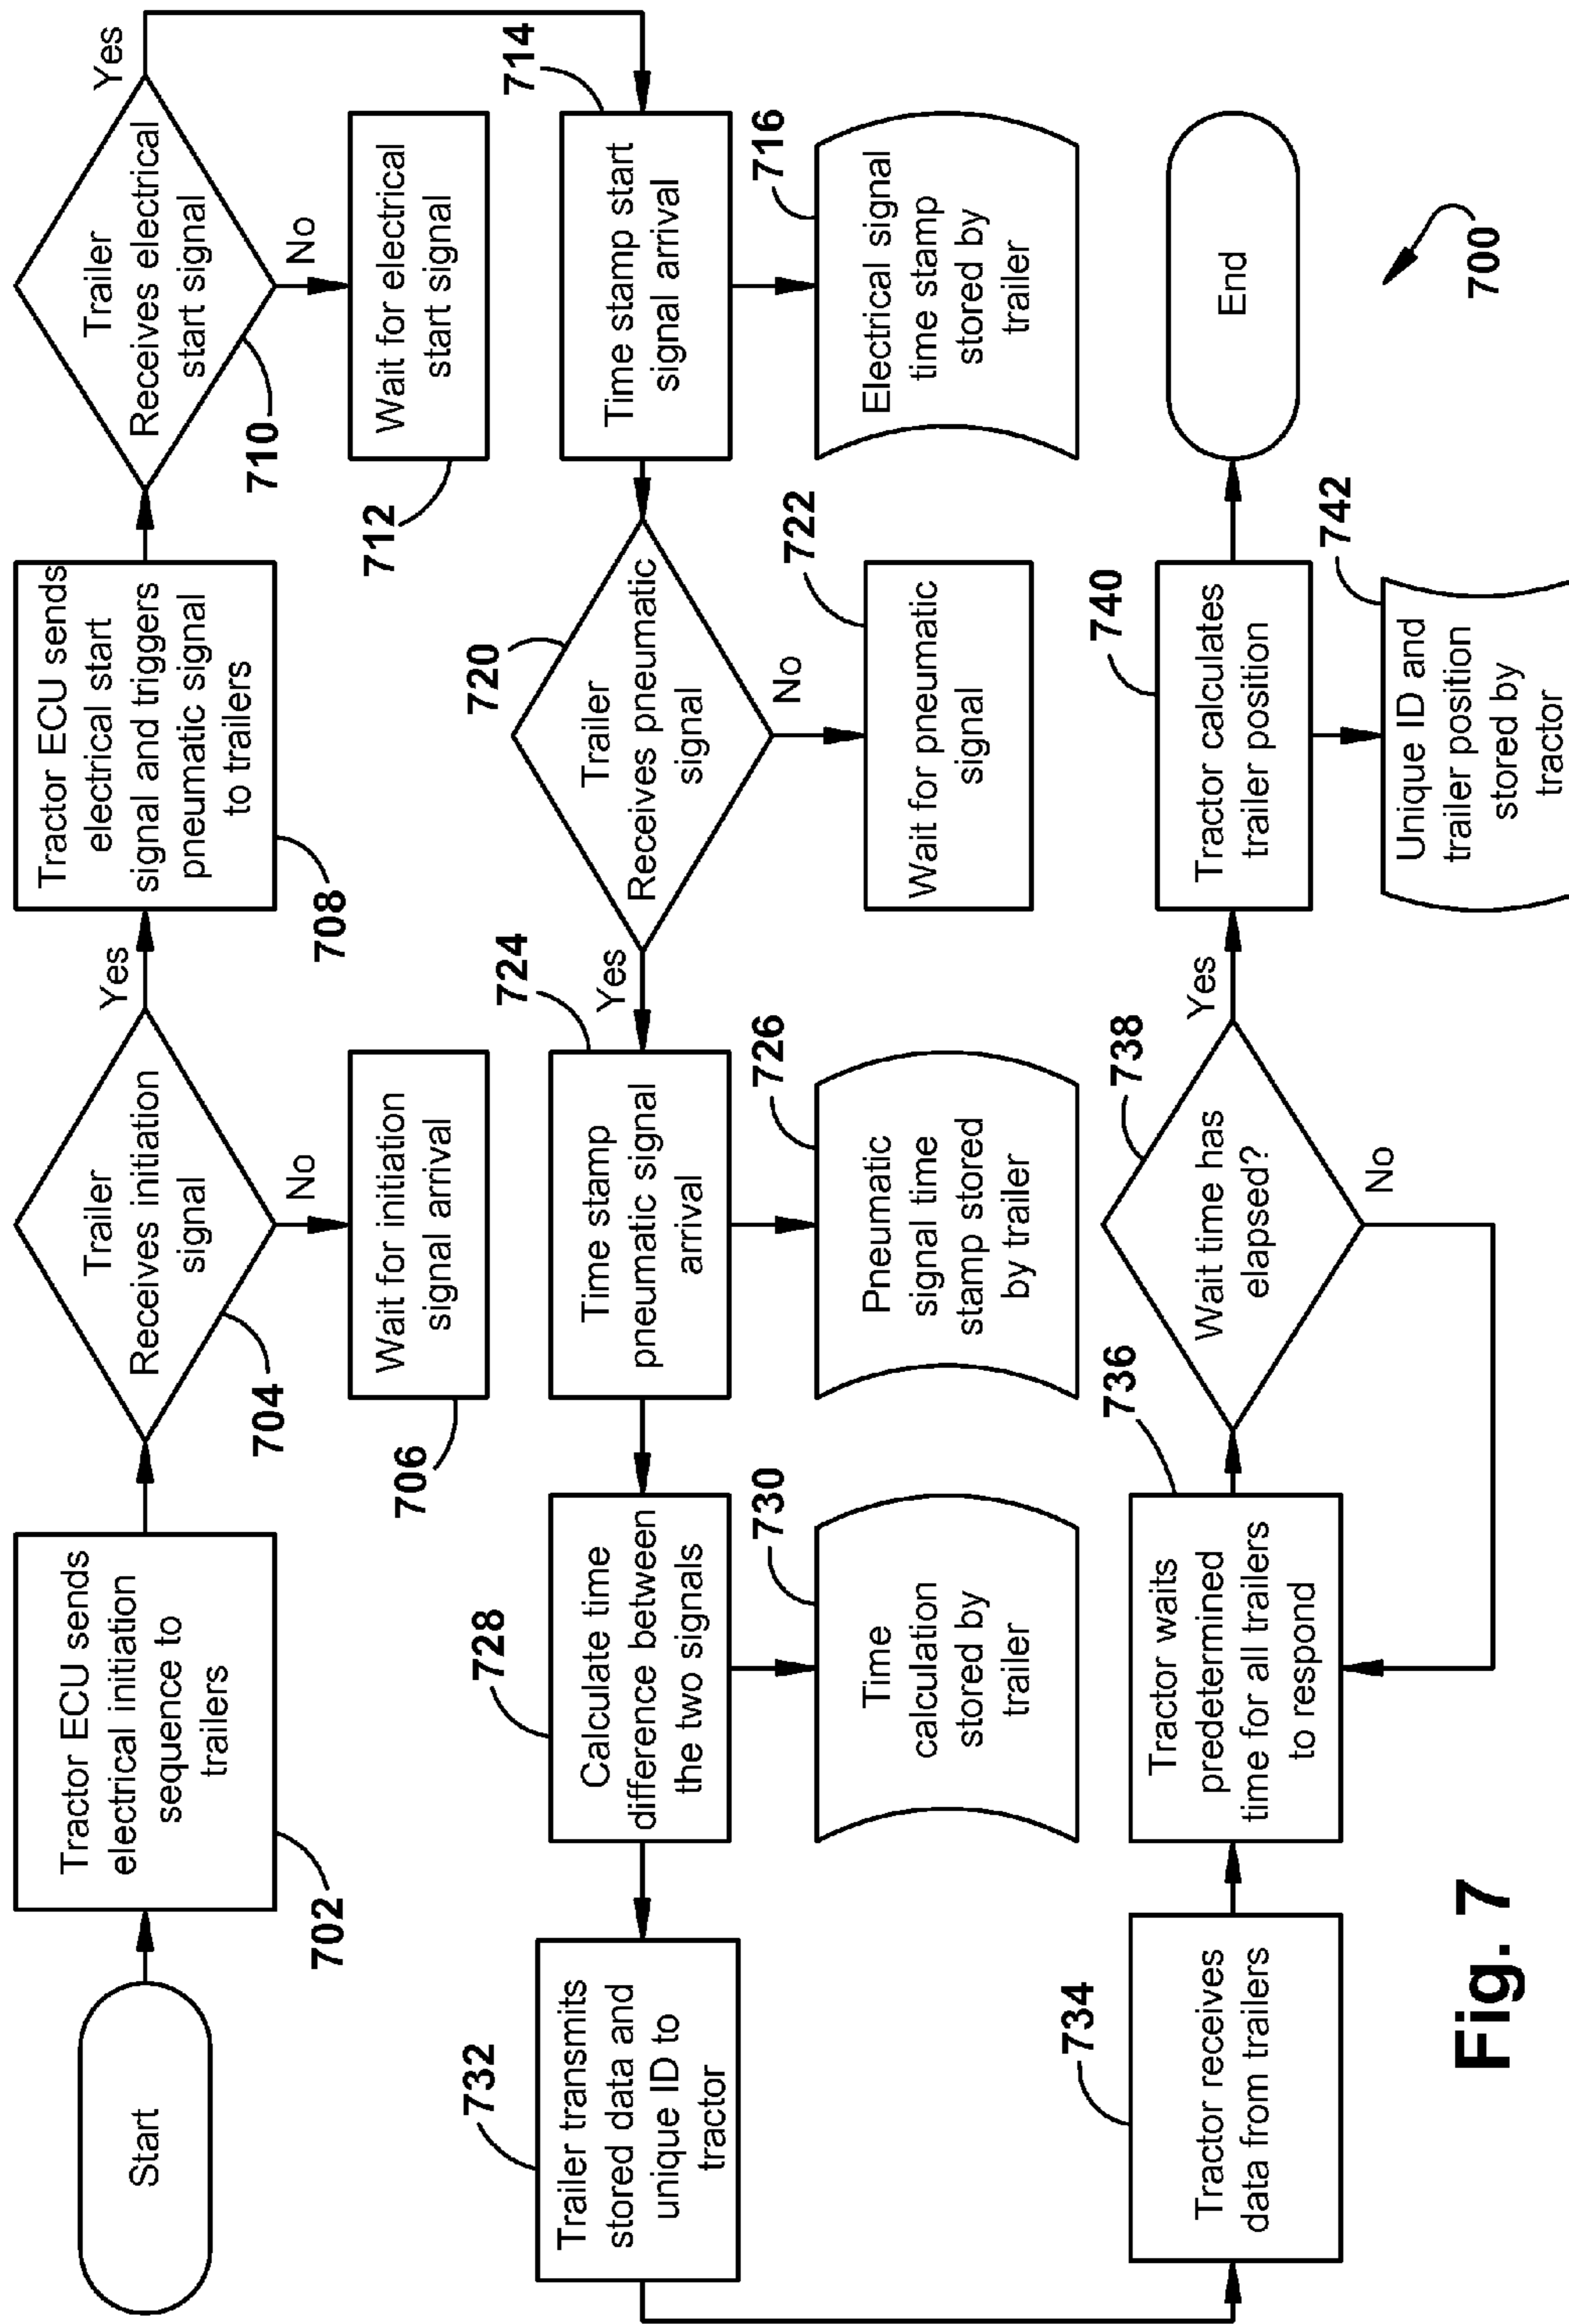 Start
Tractor ECU sends
electrical initiation
sequence to
trailers
702
Trailer
Receives initiation
signal
704
Yes
No
Wait for initiation
signal arrival
706
Tractor ECU sends
electrical start
signal and triggers
pneumatic signal
to trailers
708
Trailer
Receives electrical
start signal
710
Yes
No
Wait for electrical
start signal
712
Time stamp start
signal arrival
714
Electrical signal
time stamp
stored by
trailer
716
Trailer
Receives pneumatic
signal
720
No
Wait for pneumatic
signal
722
Yes
Time stamp
pneumatic signal
arrival
724
Pneumatic
signal time
stamp stored
by trailer
726
Calculate time
difference between
the two signals
728
Time
calculation
stored by
trailer
730
Trailer transmits
stored data and
unique ID to
tractor
732
Tractor receives
data from trailers
734
Tractor waits
predetermined
time for all trailers
to respond
736
Wait time has
elapsed?
738
No
Yes
Tractor calculates
trailer position
740
Unique ID and
trailer position
stored by
tractor
742
End
700
Fig. 7